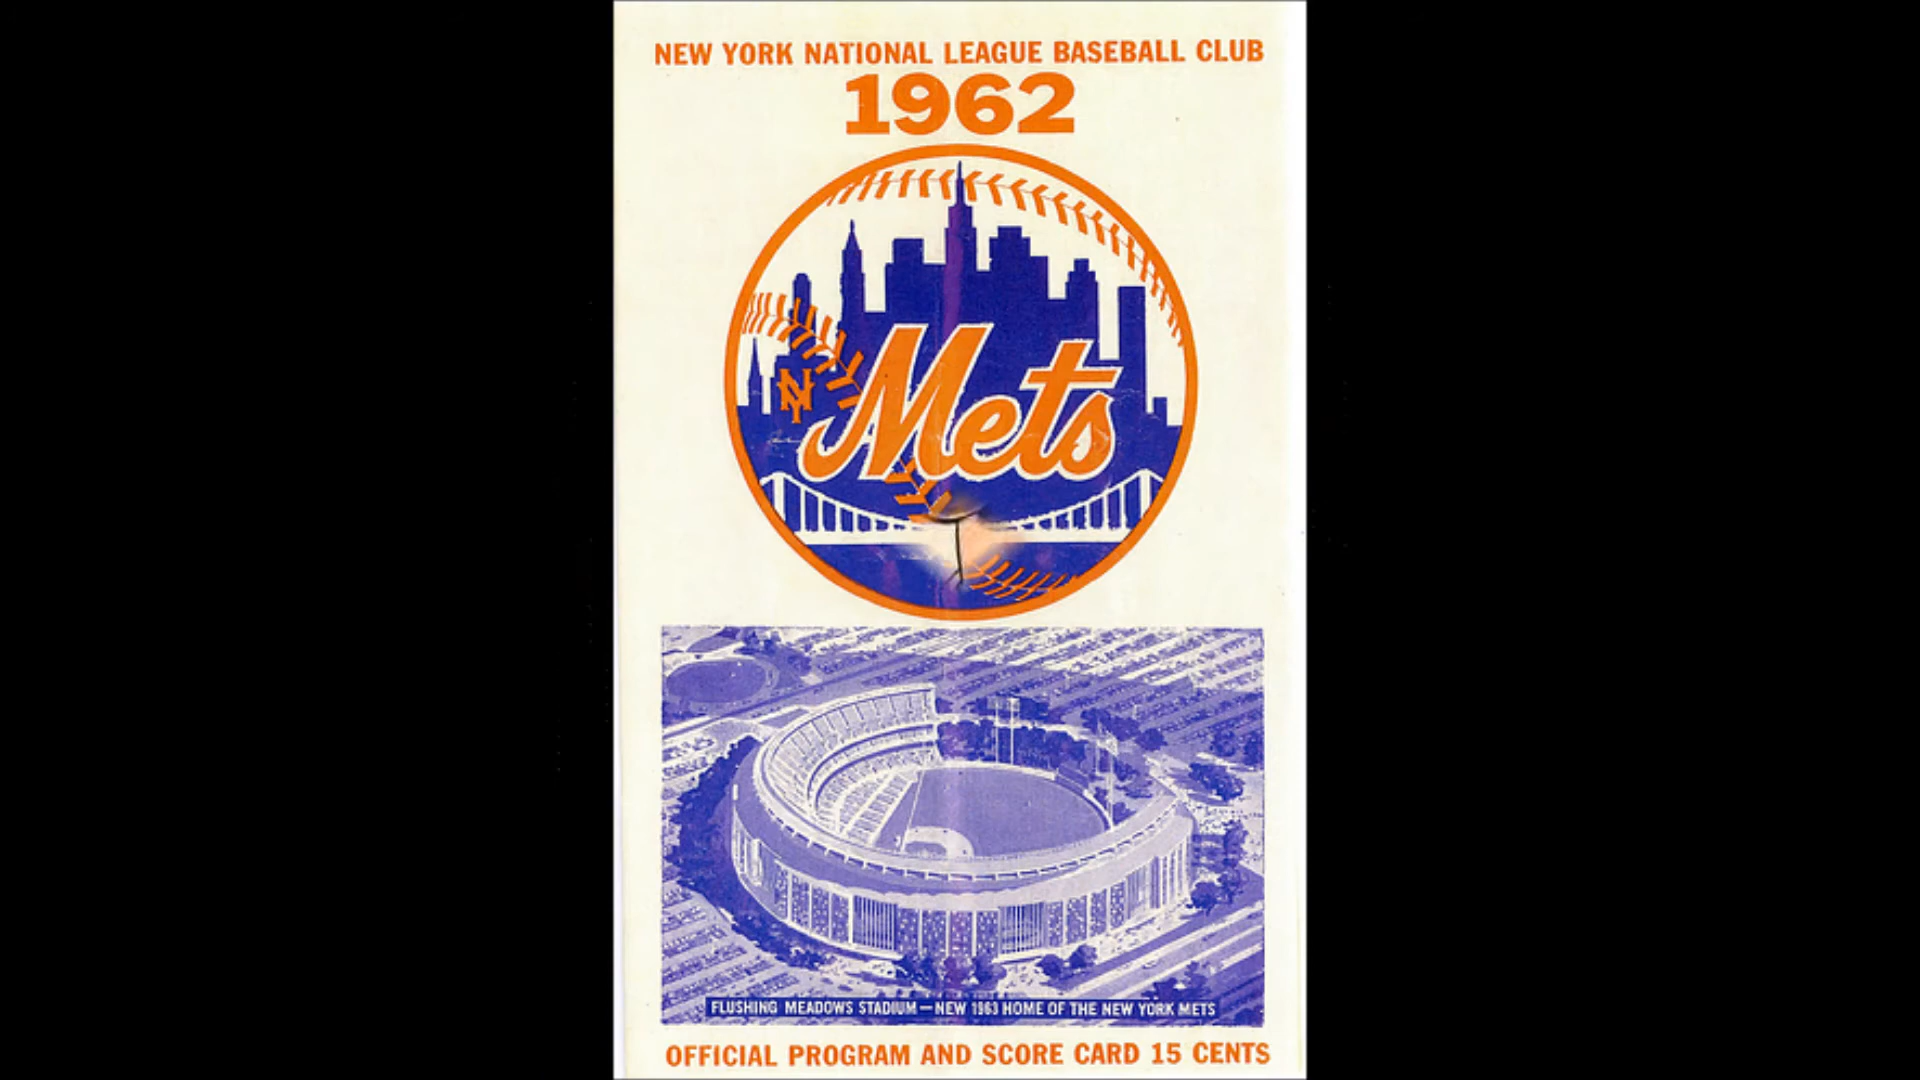 NEW YORK NATIONAL LEAGUE BASEBALL CLUB
1962
NY
Mets
FLUSHING MEADOWS STADIUM — NEW 1963 HOME OF THE NEW YORK METS
OFFICIAL PROGRAM AND SCORE CARD 15 CENTS